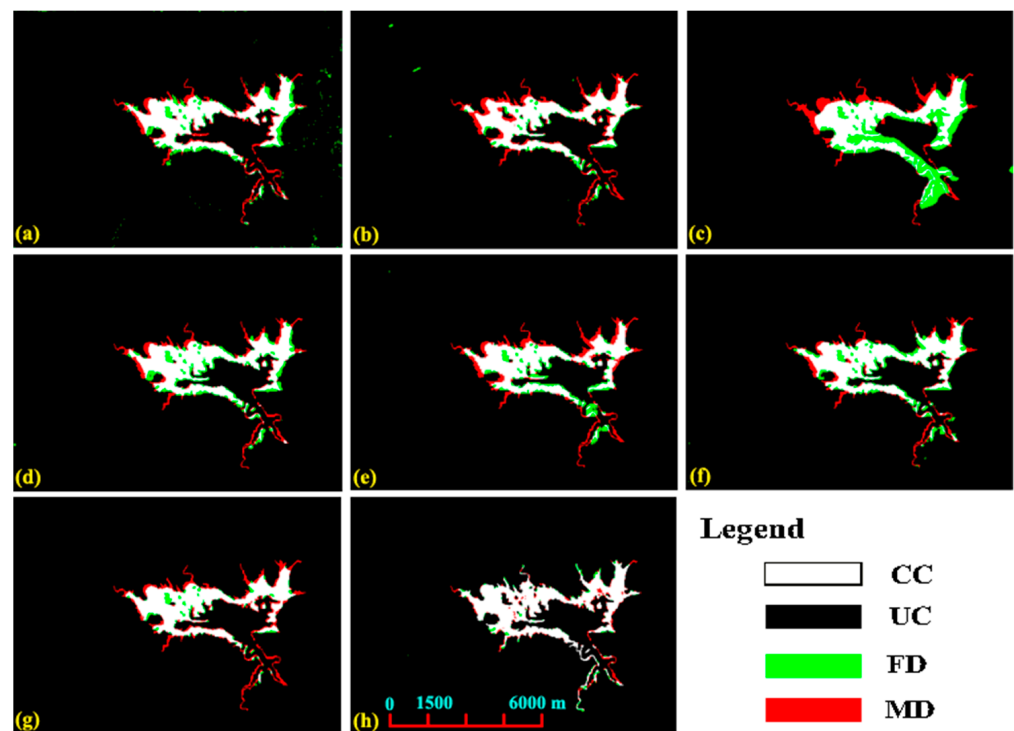 (a)
(b)
(c)
(d)
(e)
(f)
(g)
(h)
0 1500 6000 m
Legend
CC
UC
FD
MD